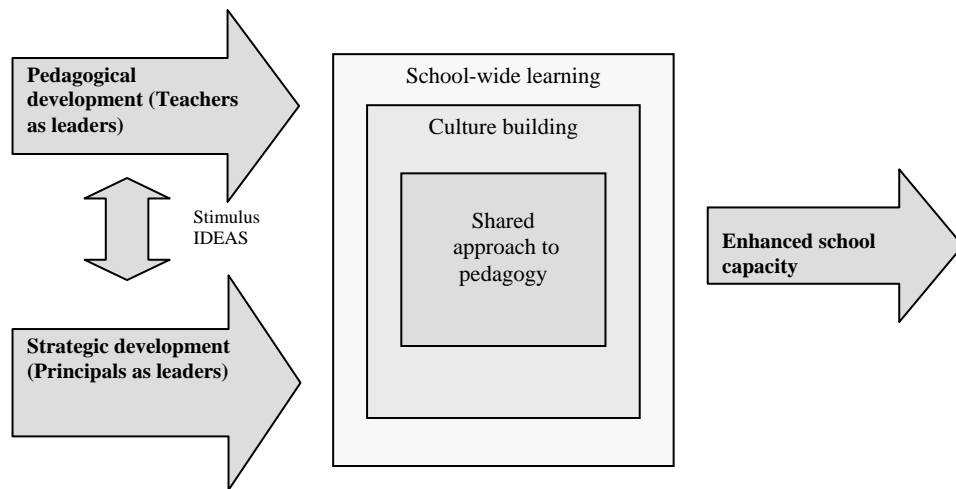 Pedagogical
development (Teachers
as leaders)
Stimulus
IDEAS
Strategic development
(Principals as leaders)
School-wide learning
Culture building
Shared
approach to
pedagogy
Enhanced school
capacity